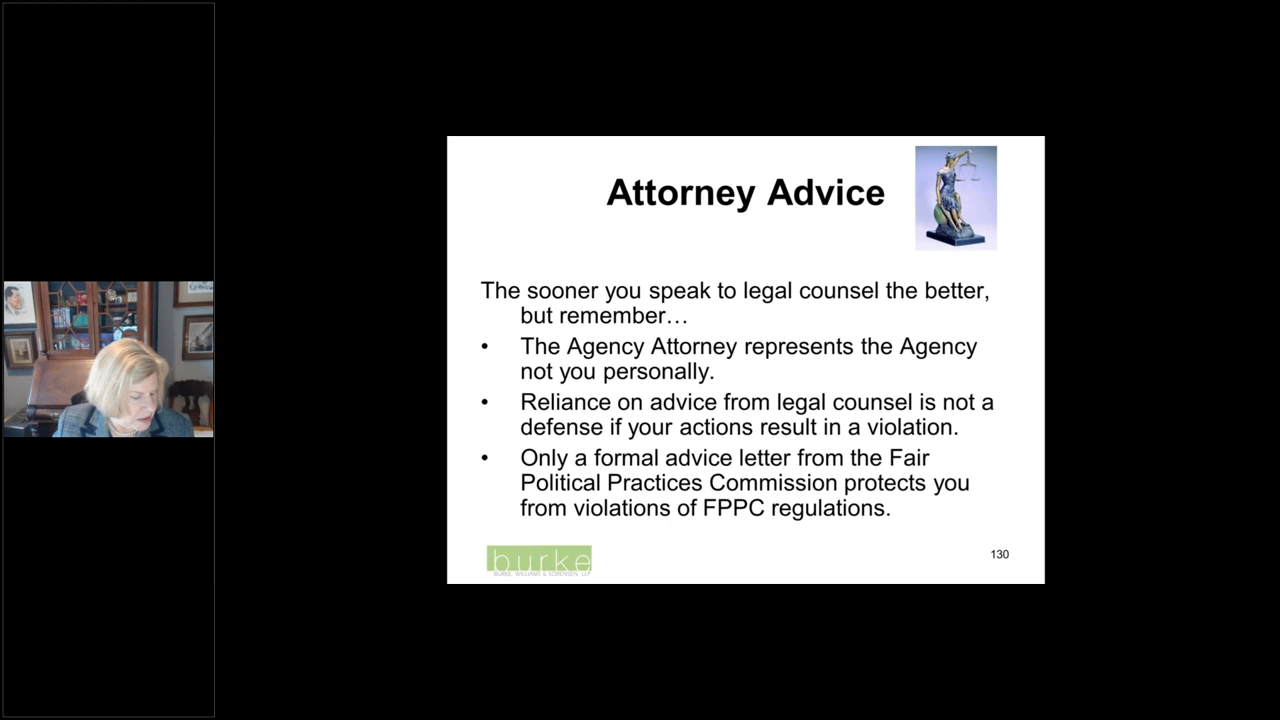 Attorney Advice
The sooner you speak to legal counsel the better,
but remember…
• The Agency Attorney represents the Agency
not you personally.
• Reliance on advice from legal counsel is not a
defense if your actions result in a violation.
• Only a formal advice letter from the Fair
Political Practices Commission protects you
from violations of FPPC regulations.
burke
BURKE, WILLIAMS & SORENSEN, LLP
130